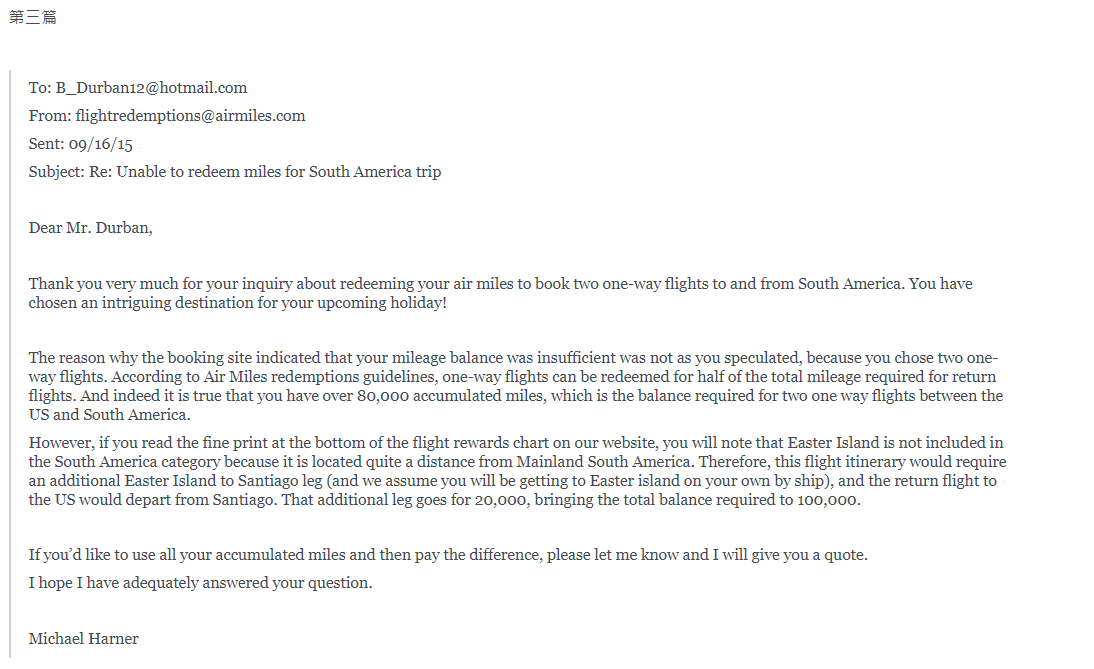 第三篇
To: B_Durban12@hotmail.com
From: flightredemptions@airmiles.com
Sent: 09/16/15
Subject: Re: Unable to redeem miles for South America trip
Dear Mr. Durban,
Thank you very much for your inquiry about redeeming your air miles to book two one-way flights to and from South America. You have
chosen an intriguing destination for your upcoming holiday!
The reason why the booking site indicated that your mileage balance was insufficient was not as you speculated, because you chose two one-
way flights. According to Air Miles redemptions guidelines, one-way flights can be redeemed for half of the total mileage required for return
flights. And indeed it is true that you have over 80,000 accumulated miles, which is the balance required for two one way flights between the
US and South America.
However, if you read the fine print at the bottom of the flight rewards chart on our website, you will note that Easter Island is not included in
the South America category because it is located quite a distance from Mainland South America. Therefore, this flight itinerary would require
an additional Easter Island to Santiago leg (and we assume you will be getting to Easter island on your own by ship), and the return flight to
the US would depart from Santiago. That additional leg goes for 20,000, bringing the total balance required to 100,000.
If you’d like to use all your accumulated miles and then pay the difference, please let me know and I will give you a quote.
I hope I have adequately answered your question.
Michael Harner